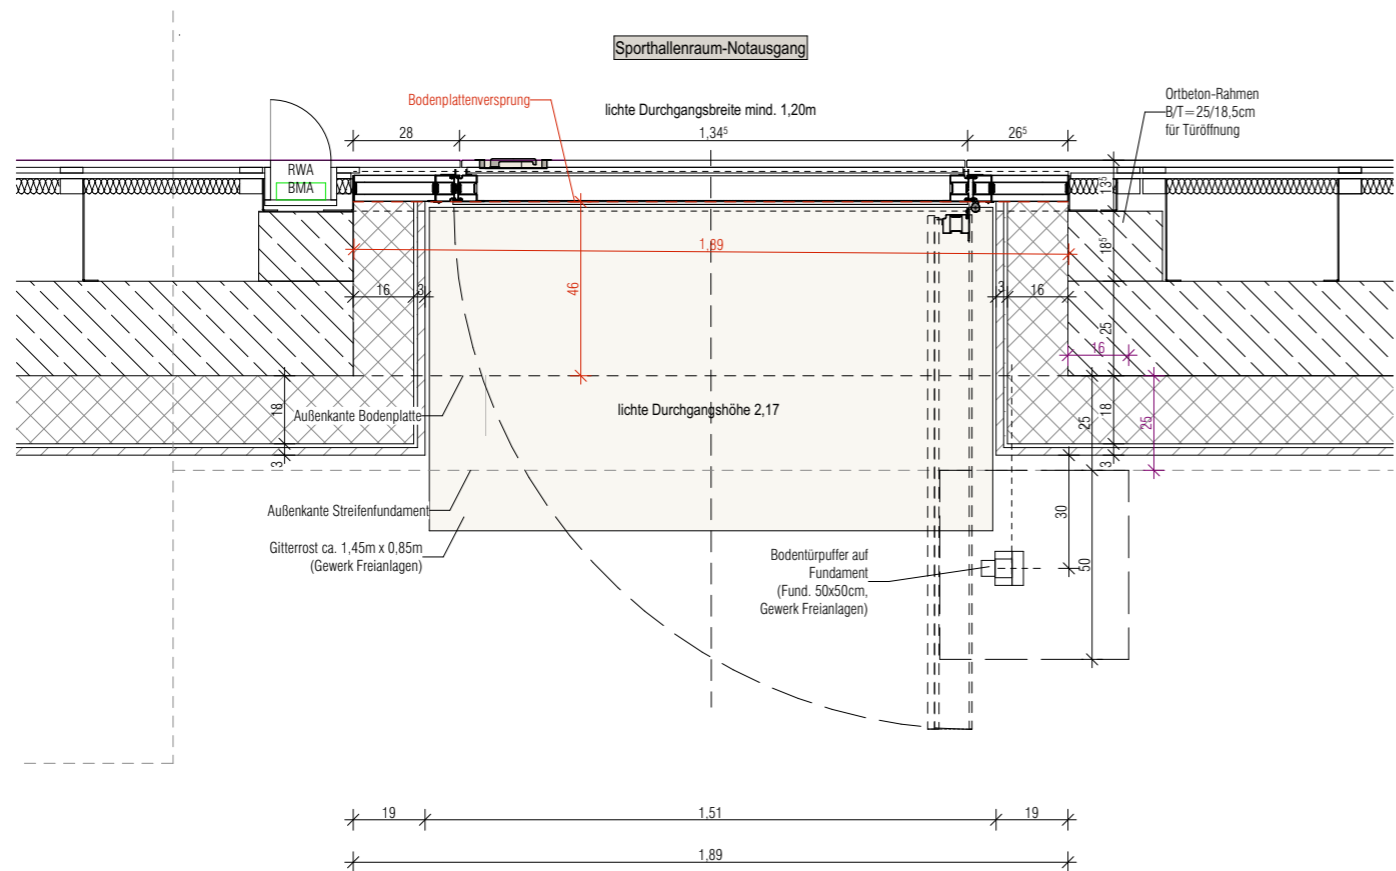 Sporthallenraum-Notausgang
Bodenplattenversprung
lichte Durchgangsbreite mind. 1,20m
Ortbeton-Rahmen
B/T=25/18,5cm
für Türöffnung
28
1,34⁵
26⁵
RWA
BMA
13⁵
1,89
18⁵
46
16
3
3
16
25
16
Außenkante Bodenplatte
lichte Durchgangshöhe 2,17
18
18
25
25
3
3
Außenkante Streifenfundament
30
Gitterrost ca. 1,45m x 0,85m
(Gewerk Freianlagen)
Bodentürpuffer auf
Fundament
(Fund. 50x50cm,
Gewerk Freianlagen)
50
19
1,51
19
1,89